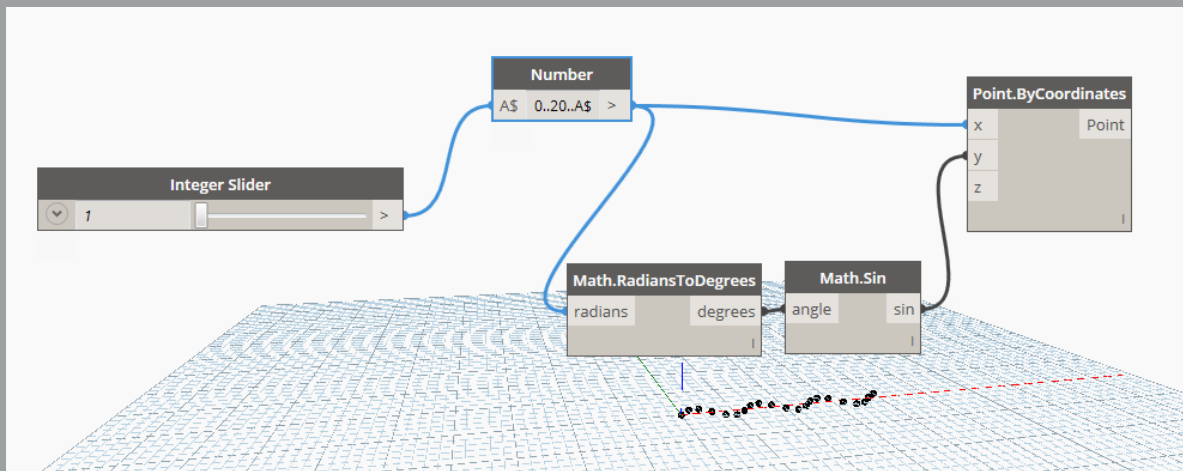 Number
A$ 0..20..A$ >
Point.ByCoordinates
x Point
y
z
l
Integer Slider
1 >
Math.RadiansToDegrees
radians degrees
l
Math.Sin
angle sin
l